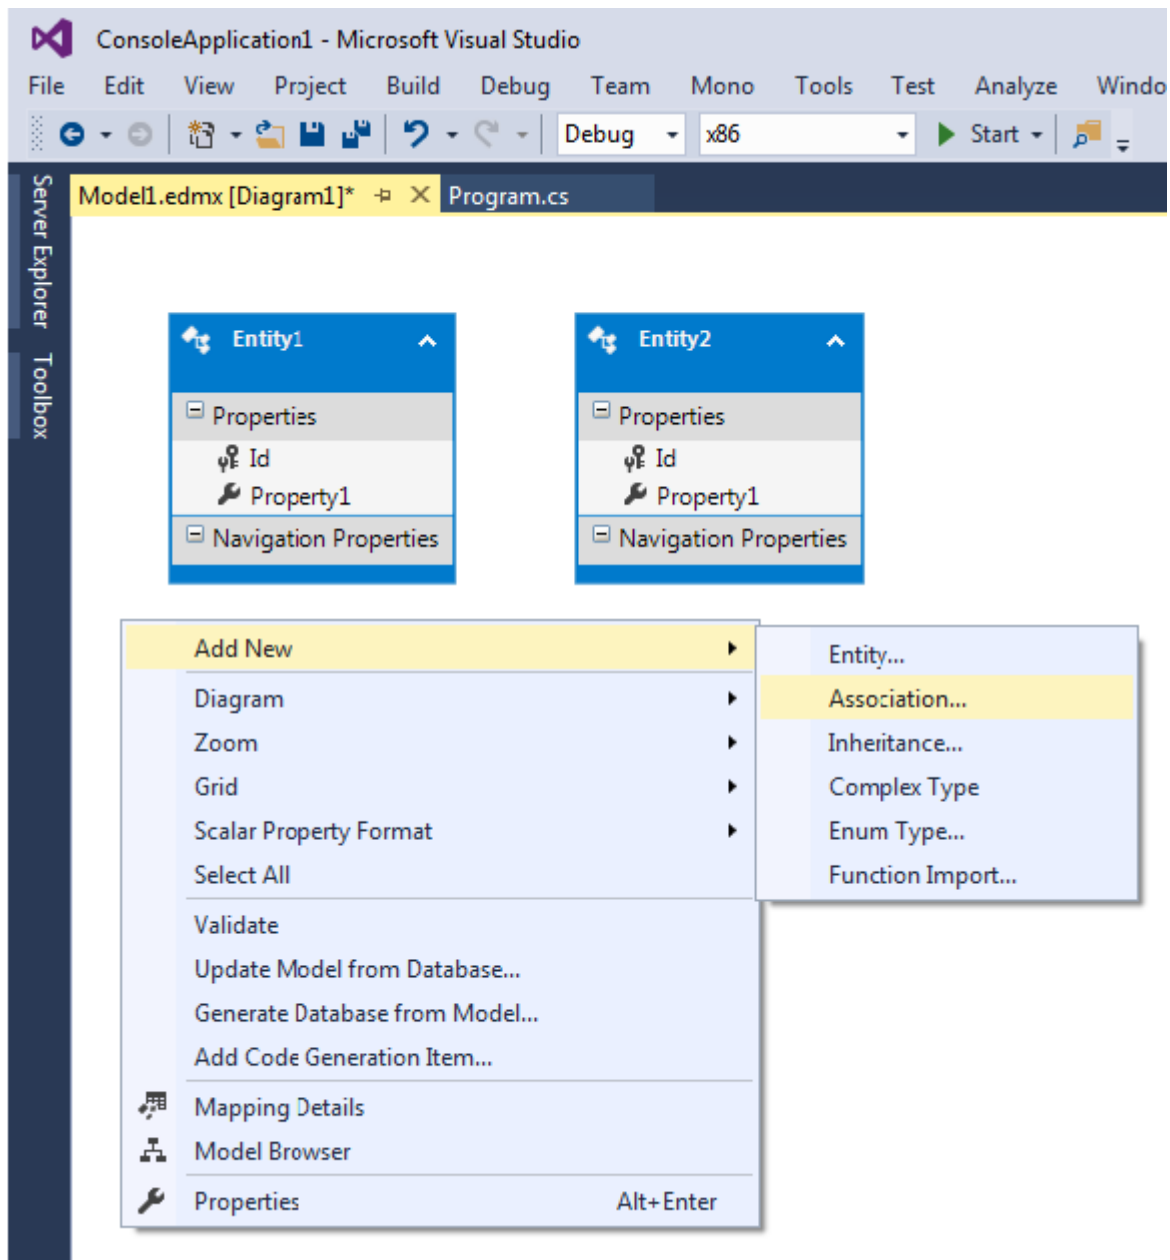 ConsoleApplication1 - Microsoft Visual Studio
File Edit View Project Build Debug Team Mono Tools Test Analyze Windo
Debug x86 Start
Model1.edmx [Diagram1]* Program.cs
Server Explorer
Toolbox
Entity1
Properties
Id
Property1
Navigation Properties
Entity2
Properties
Id
Property1
Navigation Properties
Add New
Diagram
Zoom
Grid
Scalar Property Format
Select All
Validate
Update Model from Database...
Generate Database from Model...
Add Code Generation Item...
Mapping Details
Model Browser
Properties Alt+Enter
Entity...
Association...
Inheritance...
Complex Type
Enum Type...
Function Import...